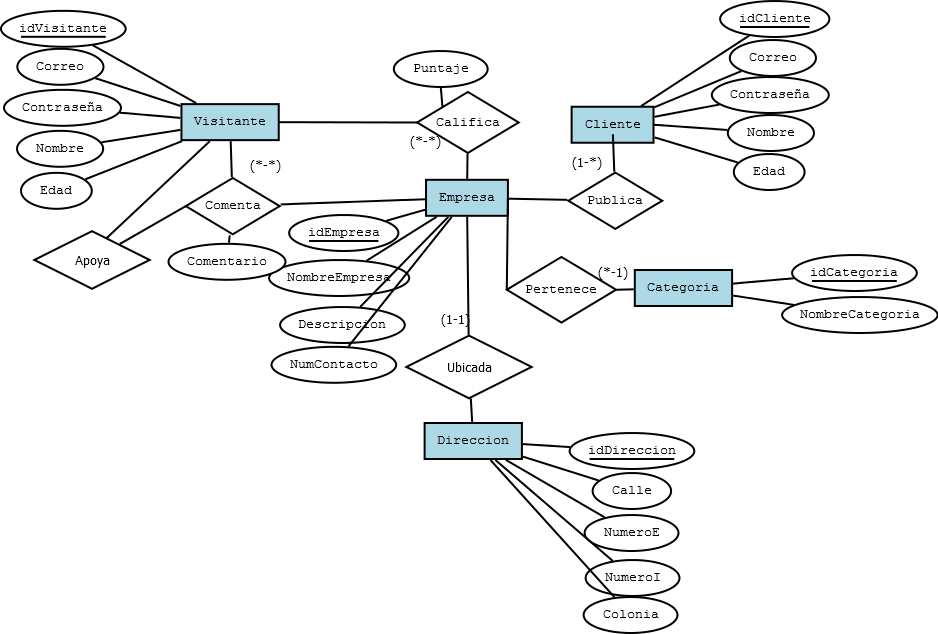 idVisitante
Correo
Contraseña
Nombre
Edad
Visitante
Puntaje
Califica
(*-*)
idCliente
Correo
Contraseña
Nombre
Edad
Cliente
(1-*)
Publica
(*-*)
Comenta
Comentario
Apoya
Empresa
idEmpresa
NombreEmpresa
Descripcion
NumContacto
Pertenece
(*-1)
Categoria
idCategoria
NombreCategoria
(1-1)
Ubicada
Direccion
idDireccion
Calle
NumeroE
NumeroI
Colonia